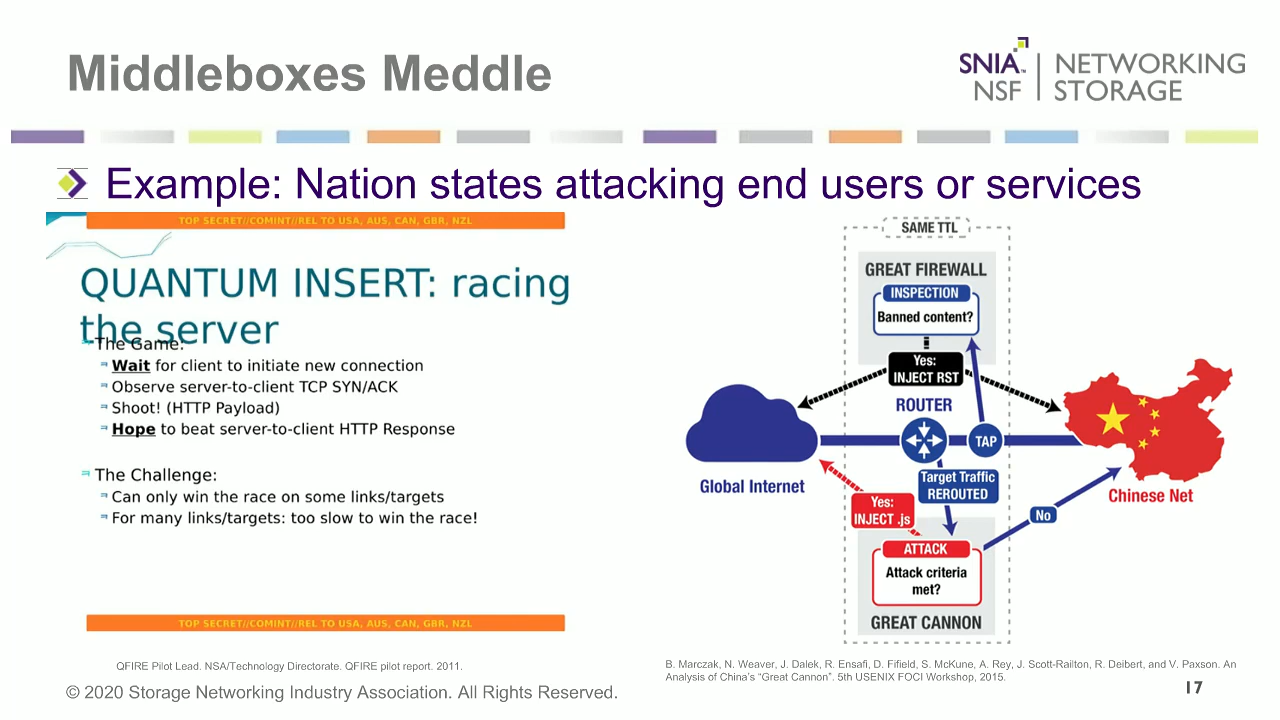 Middleboxes Meddle
SNIA™ NSF | NETWORKING STORAGE
Example: Nation states attacking end users or services
TOP SECRET//COMINT//REL TO USA, AUS, CAN, GBR, NZL
QUANTUM INSERT: racing
the server
The Game:
Wait for client to initiate new connection
Observe server-to-client TCP SYN/ACK
Shoot! (HTTP Payload)
Hope to beat server-to-client HTTP Response
The Challenge:
Can only win the race on some links/targets
For many links/targets: too slow to win the race!
TOP SECRET//COMINT//REL TO USA, AUS, CAN, GBR, NZL
SAME TTL
GREAT FIREWALL
INSPECTION
Banned content?
Yes:
INJECT RST
ROUTER
TAP
Global Internet
Target Traffic
REROUTED
Chinese Net
Yes:
INJECT .js
No
ATTACK
Attack criteria
met?
GREAT CANNON
QFIRE Pilot Lead. NSA/Technology Directorate. QFIRE pilot report. 2011.
B. Marczak, N. Weaver, J. Dalek, R. Ensafi, D. Fifield, S. McKune, A. Rey, J. Scott-Railton, R. Deibert, and V. Paxson. An
Analysis of China's “Great Cannon”. 5th USENIX FOCI Workshop, 2015.
© 2020 Storage Networking Industry Association. All Rights Reserved.
17